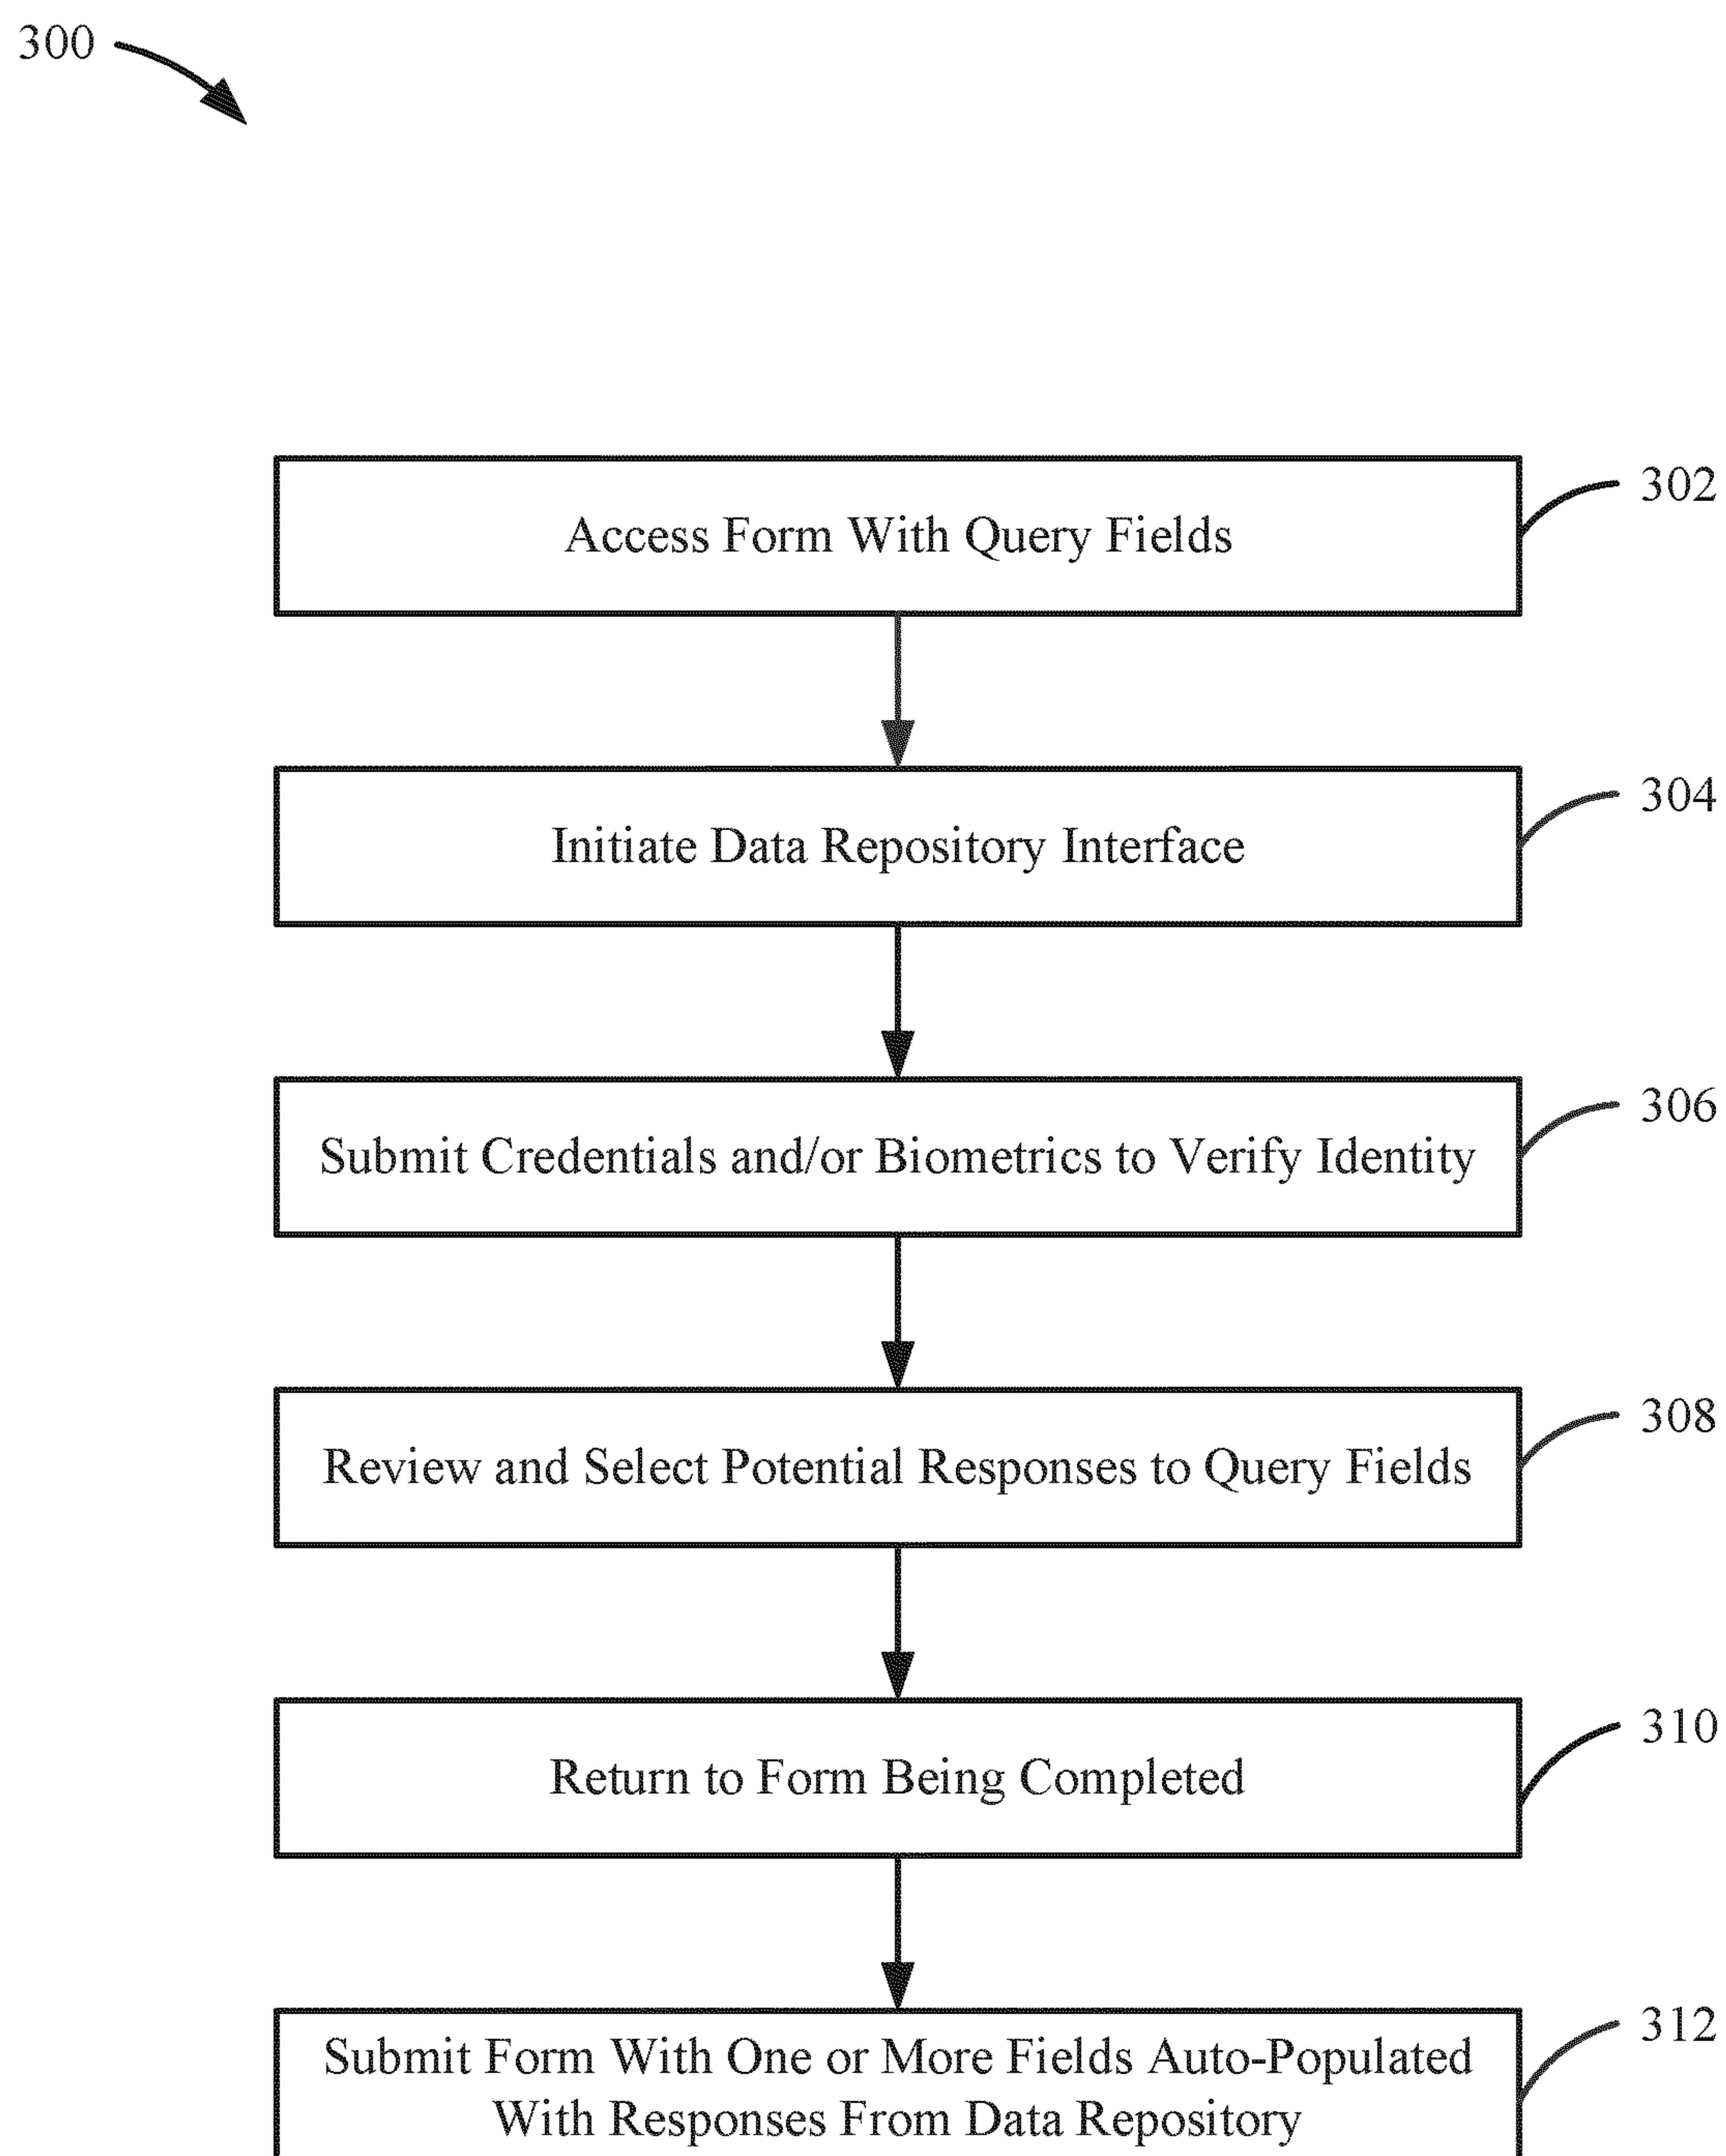 300
Access Form With Query Fields
302
Initiate Data Repository Interface
304
Submit Credentials and/or Biometrics to Verify Identity
306
Review and Select Potential Responses to Query Fields
308
Return to Form Being Completed
310
Submit Form With One or More Fields Auto-Populated
With Responses From Data Repository
312